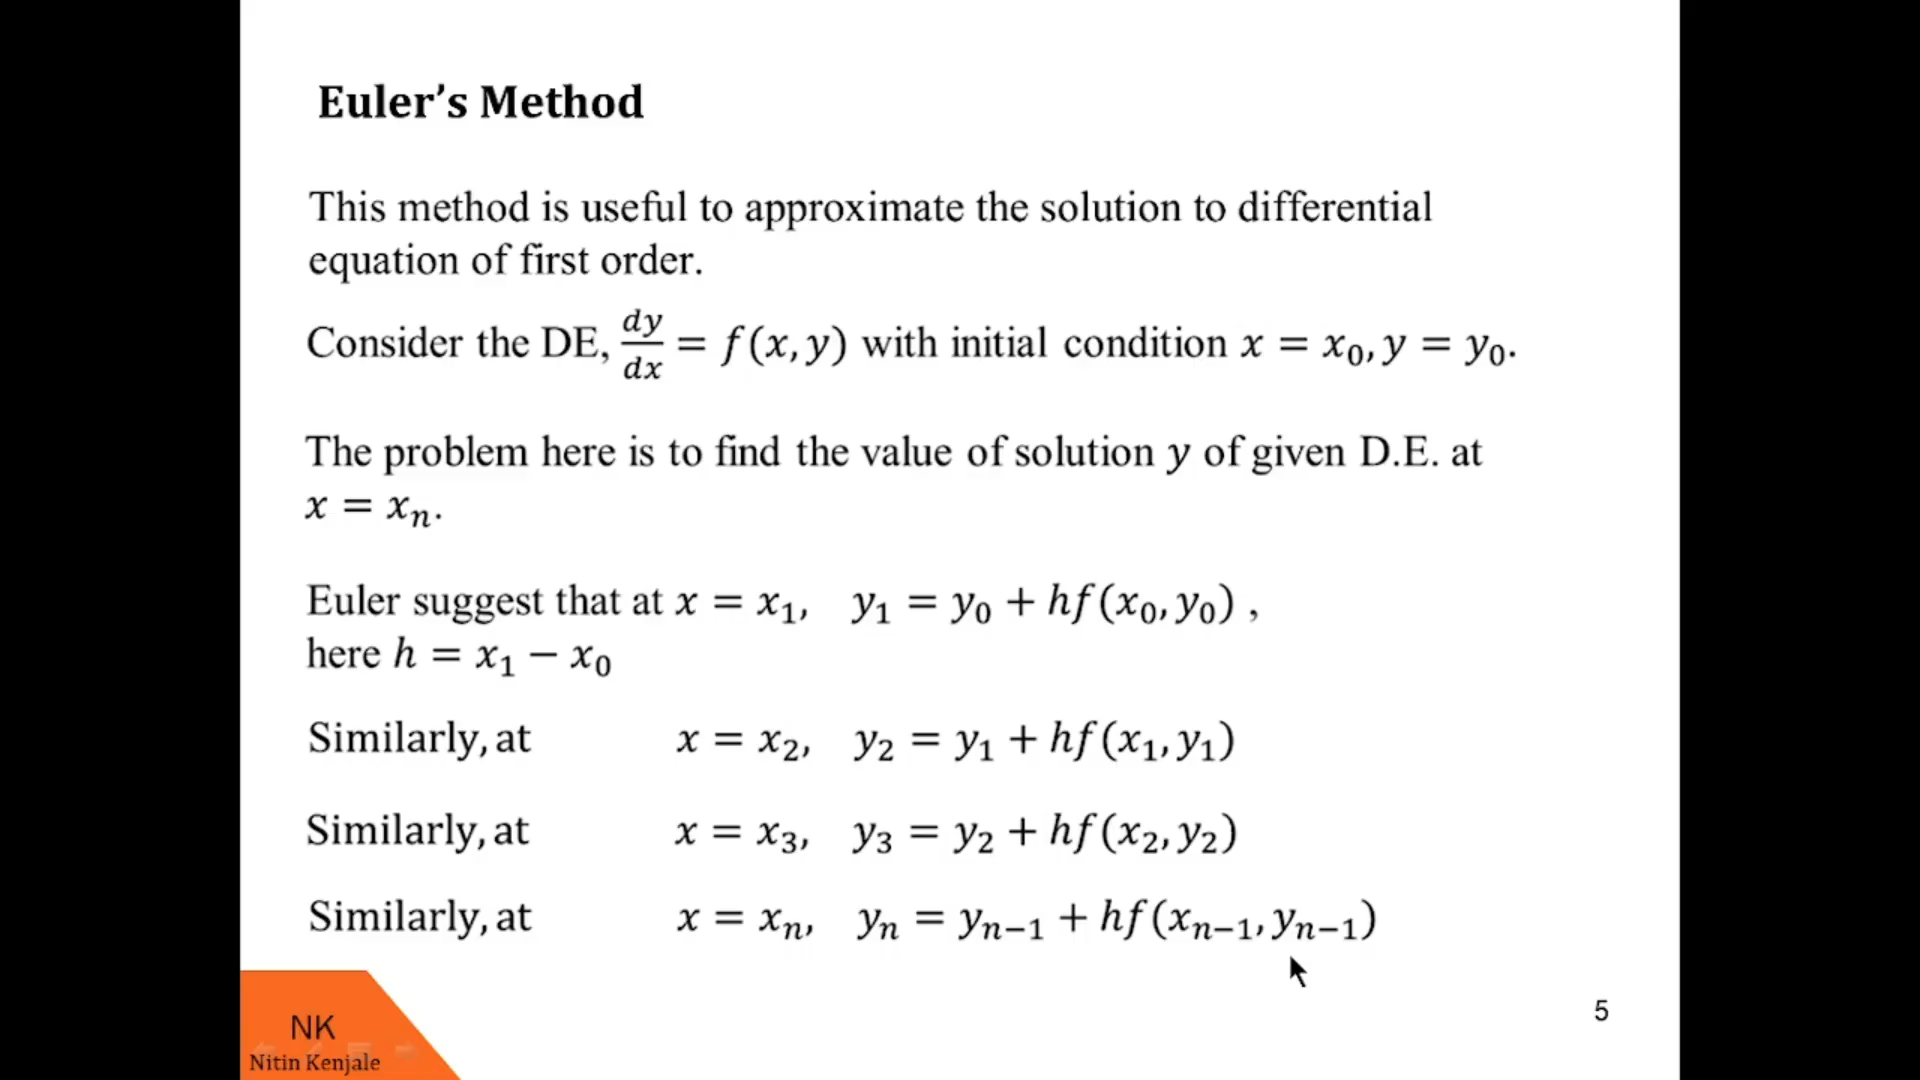 Euler’s Method
This method is useful to approximate the solution to differential
equation of first order.
Consider the DE, dy/dx = f(x, y) with initial condition x = x₀, y = y₀.
The problem here is to find the value of solution y of given D.E. at
x = xₙ.
Euler suggest that at x = x₁, y₁ = y₀ + hf(x₀, y₀) ,
here h = x₁ − x₀
Similarly, at x = x₂, y₂ = y₁ + hf(x₁, y₁)
Similarly, at x = x₃, y₃ = y₂ + hf(x₂, y₂)
Similarly, at x = xₙ, yₙ = yₙ₋₁ + hf(xₙ₋₁, yₙ₋₁)
NK
Nitin Kenjale
5